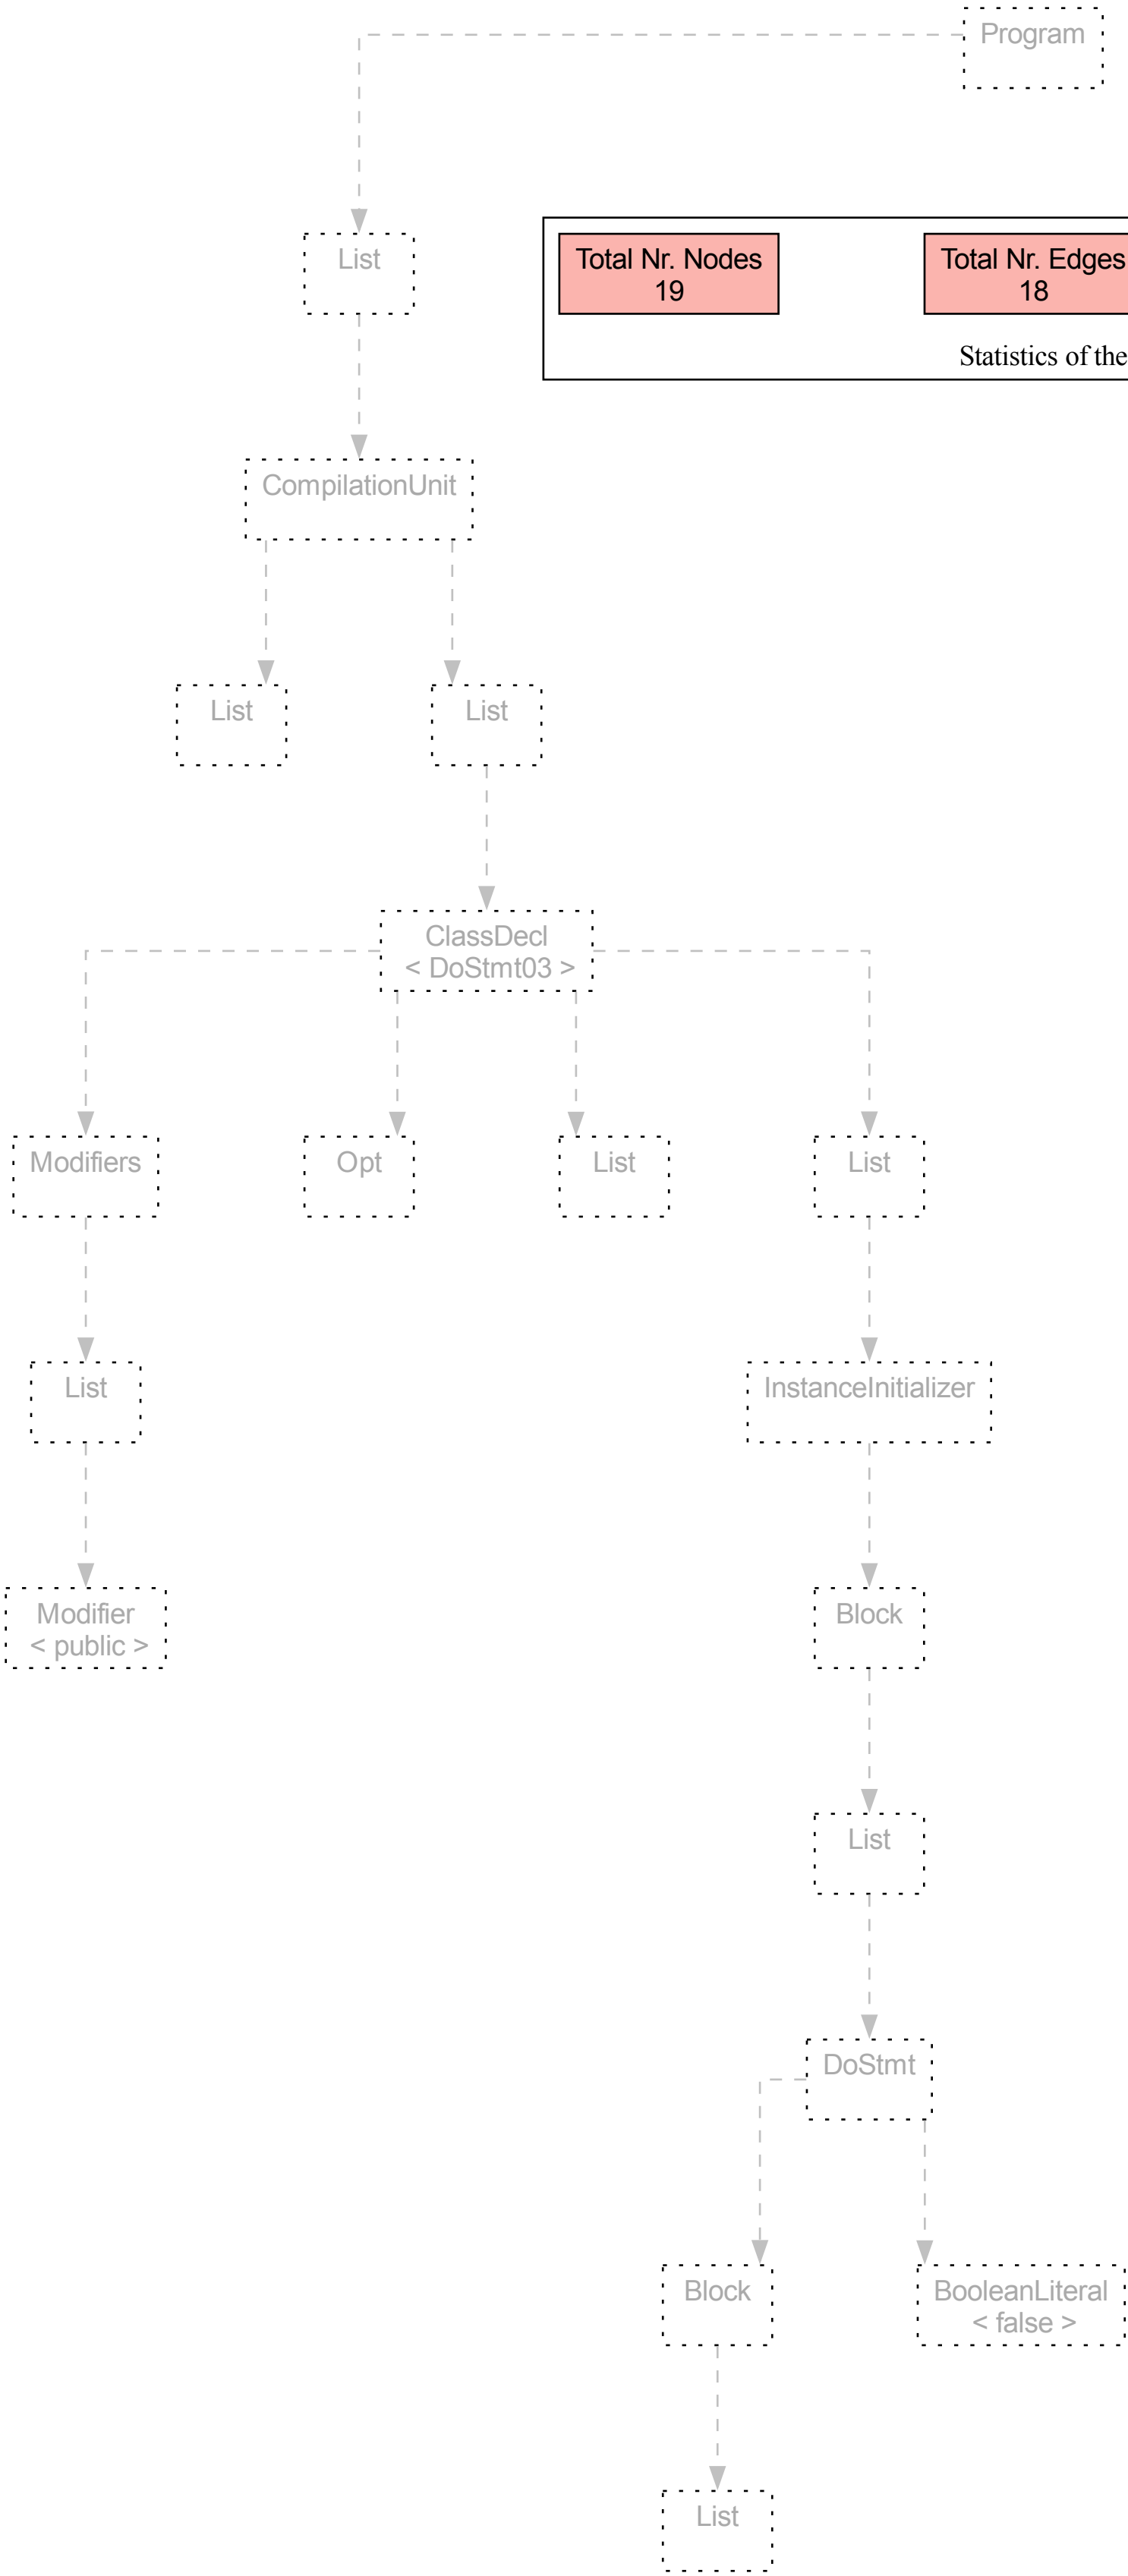 Program
List
Total Nr. Nodes
19
Total Nr. Edges
18
Statistics of the
CompilationUnit
List
List
ClassDecl
< DoStmt03 >
Modifiers
Opt
List
List
List
InstanceInitializer
Modifier
< public >
Block
List
DoStmt
Block
BooleanLiteral
< false >
List